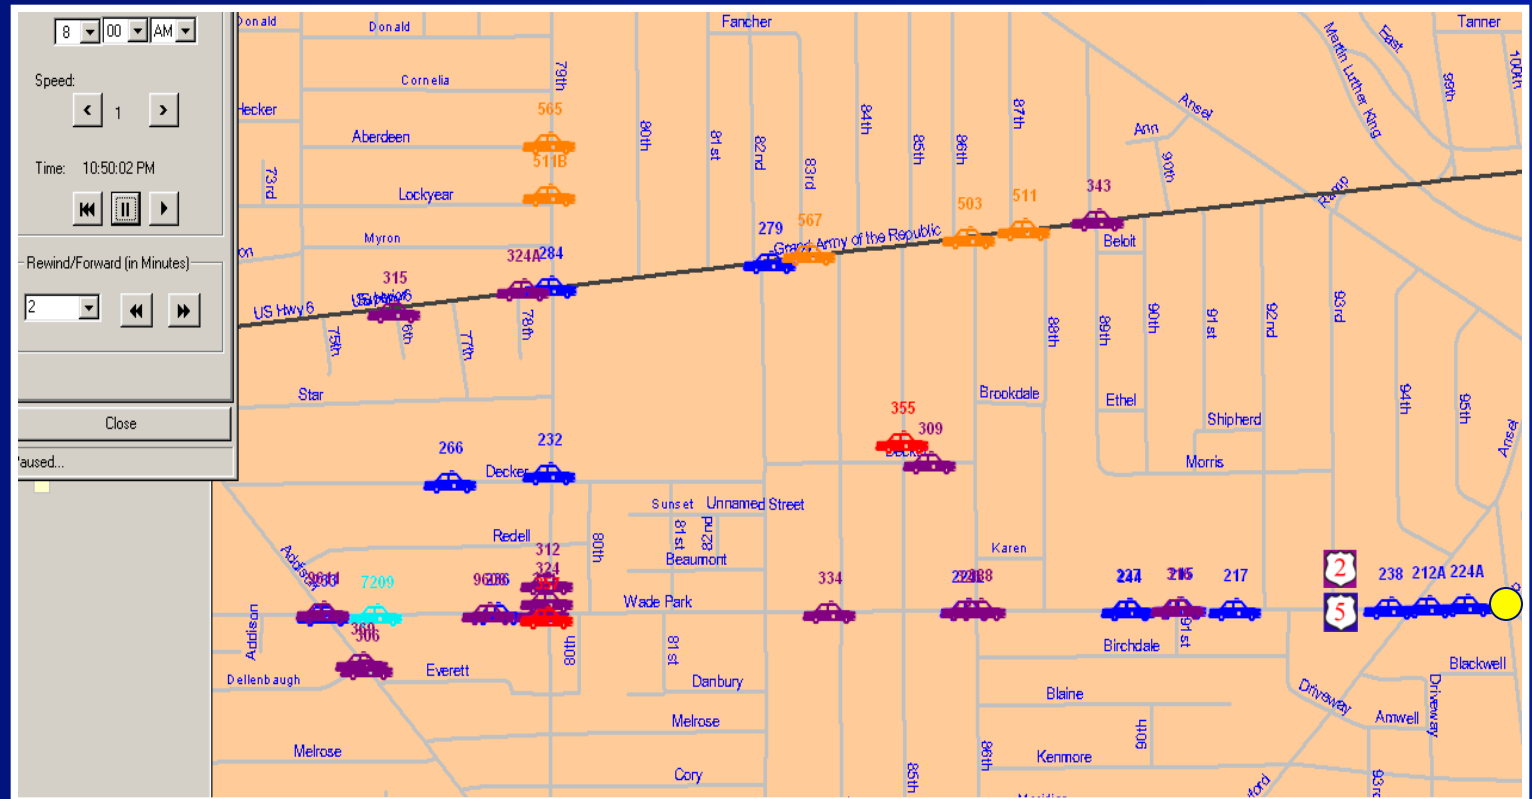 8 00 AM
Speed:
1
Time: 10:50:02 PM
Rewind/Forward (in Minutes)
2
Close
Paused...
Donald
Donald
Fancher
Tanner
Martin Luther King
East
99th
100th
Cornelia
79th
Hecker
565
Aberdeen
511B
80th
81st
82nd
83rd
84th
85th
86th
87th
Ann
Ansel
90th
Ramp
73rd
Lockyear
343
511
503
567
279
Myron
Grand Army of the Republic
Beloit
324A
284
315
US Hwy 6
75th
77th
78th
88th
89th
90th
91st
92nd
93rd
Star
Brookdale
Ethel
Shipherd
94th
95th
Ansel
355
309
266
232
Decker
Morris
Sunset
Unnamed Street
81st
82nd
Redell
80th
Beaumont
Karen
312
324
Addison
7209
334
217
2
5
238
212A
224A
Wade Park
Addison
306
80th
81st
91st
Birchdale
Everett
Dellenbaugh
Danbury
Blaine
Driveway
Driveway
Blackwell
Amwell
Melrose
Melrose
Cory
85th
86th
90th
Kenmore
93rd